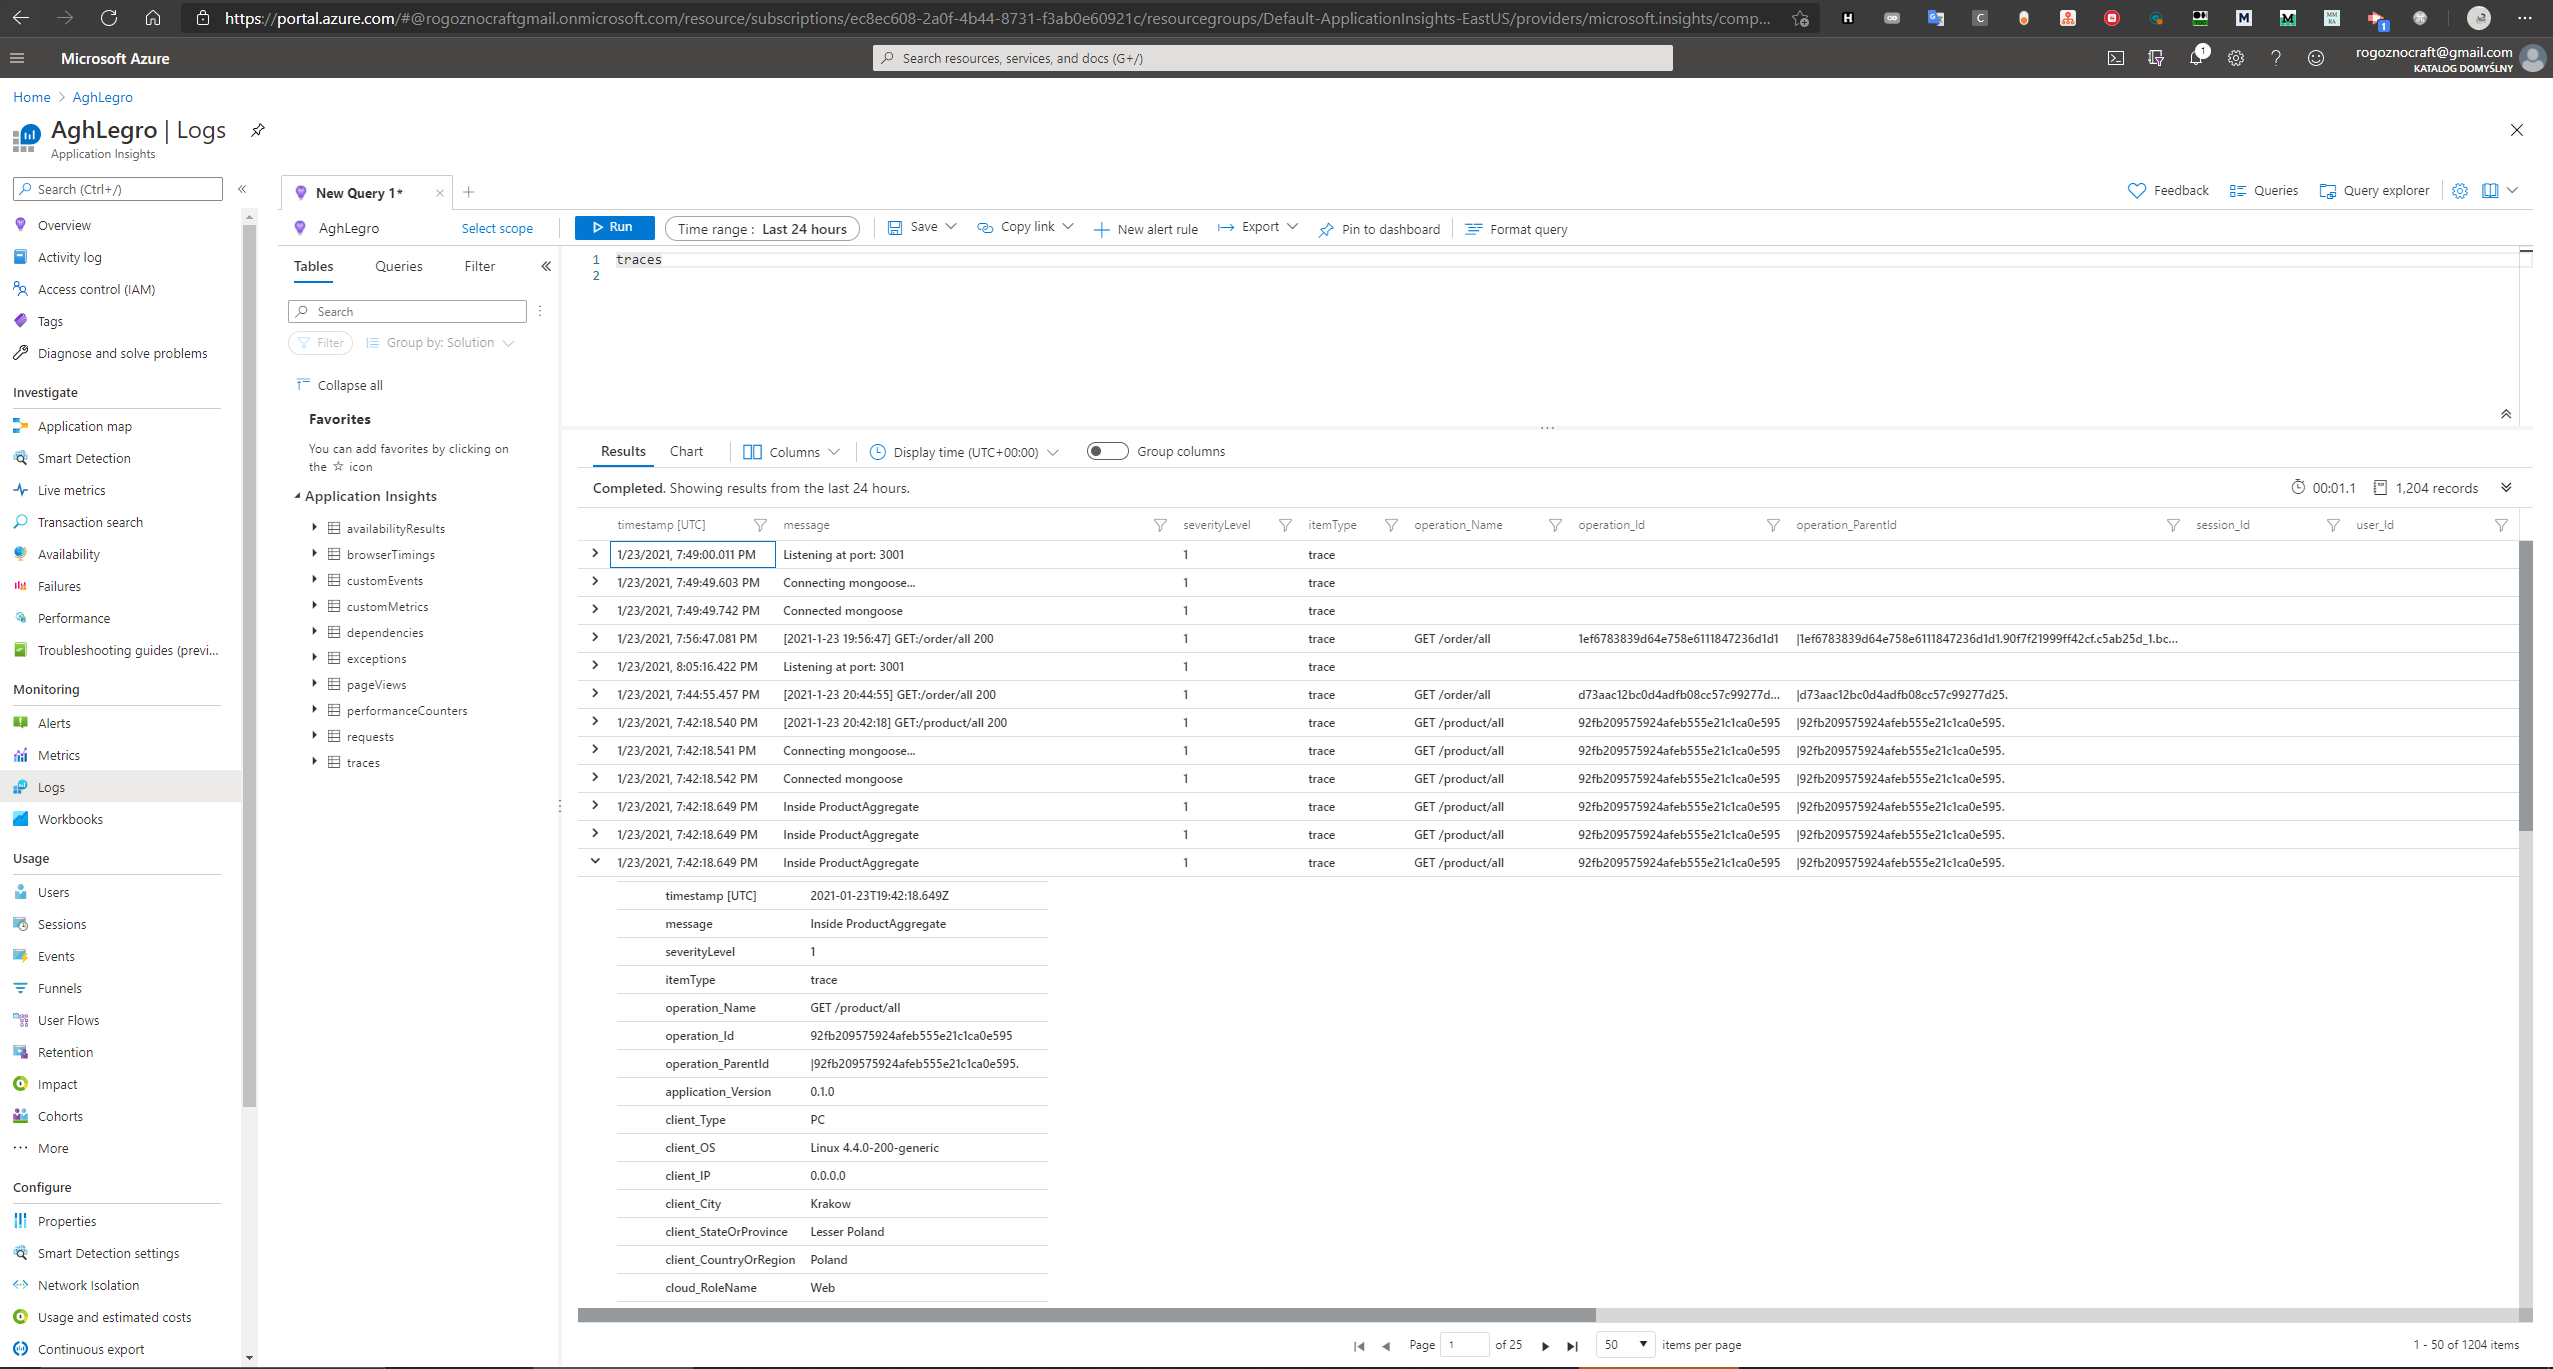 https://portal.azure.com/#@rogoznocraftgmail.onmicrosoft.com/resource/subscriptions/ec8ec608-2a0f-4b44-8731-f3ab0e60921c/resourcegroups/Default-ApplicationInsights-EastUS/providers/microsoft.insights/comp...
Microsoft Azure
Search resources, services, and docs (G+/)
1
rogoznocraft@gmail.com
KATALOG DOMYŚLNY
Home > AghLegro
AghLegro | Logs
Application Insights
Search (Ctrl+/)
Overview
Activity log
Access control (IAM)
Tags
Diagnose and solve problems
Investigate
Application map
Smart Detection
Live metrics
Transaction search
Availability
Failures
Performance
Troubleshooting guides (previ...
Monitoring
Alerts
Metrics
Logs
Workbooks
Usage
Users
Sessions
Events
Funnels
User Flows
Retention
Impact
Cohorts
More
Configure
Properties
Smart Detection settings
Network Isolation
Usage and estimated costs
Continuous export
New Query 1*
Feedback Queries Query explorer
AghLegro Select scope
Run Time range : Last 24 hours Save Copy link New alert rule Export Pin to dashboard Format query
Tables Queries Filter
Search
Filter Group by: Solution
Collapse all
Favorites
You can add favorites by clicking on
the ☆ icon
Application Insights
availabilityResults
browserTimings
customEvents
customMetrics
dependencies
exceptions
pageViews
performanceCounters
requests
traces
1 traces
2
Results Chart Columns Display time (UTC+00:00) Group columns
Completed. Showing results from the last 24 hours. 00:01.1 1,204 records
timestamp [UTC] message severityLevel itemType operation_Name operation_Id operation_ParentId session_Id user_Id
1/23/2021, 7:49:00.011 PM Listening at port: 3001 1 trace
1/23/2021, 7:49:49.603 PM Connecting mongoose... 1 trace
1/23/2021, 7:49:49.742 PM Connected mongoose 1 trace
1/23/2021, 7:56:47.081 PM [2021-1-23 19:56:47] GET:/order/all 200 1 trace GET /order/all 1ef6783839d64e758e6111847236d1d1 |1ef6783839d64e758e6111847236d1d1.90f7f21999ff42cf.c5ab25d_1.bc...
1/23/2021, 8:05:16.422 PM Listening at port: 3001 1 trace
1/23/2021, 7:44:55.457 PM [2021-1-23 20:44:55] GET:/order/all 200 1 trace GET /order/all d73aac12bc0d4adfb08cc57c99277d... |d73aac12bc0d4adfb08cc57c99277d25.
1/23/2021, 7:42:18.540 PM [2021-1-23 20:42:18] GET:/product/all 200 1 trace GET /product/all 92fb209575924afeb555e21c1ca0e595 |92fb209575924afeb555e21c1ca0e595.
1/23/2021, 7:42:18.541 PM Connecting mongoose... 1 trace GET /product/all 92fb209575924afeb555e21c1ca0e595 |92fb209575924afeb555e21c1ca0e595.
1/23/2021, 7:42:18.542 PM Connected mongoose 1 trace GET /product/all 92fb209575924afeb555e21c1ca0e595 |92fb209575924afeb555e21c1ca0e595.
1/23/2021, 7:42:18.649 PM Inside ProductAggregate 1 trace GET /product/all 92fb209575924afeb555e21c1ca0e595 |92fb209575924afeb555e21c1ca0e595.
1/23/2021, 7:42:18.649 PM Inside ProductAggregate 1 trace GET /product/all 92fb209575924afeb555e21c1ca0e595 |92fb209575924afeb555e21c1ca0e595.
1/23/2021, 7:42:18.649 PM Inside ProductAggregate 1 trace GET /product/all 92fb209575924afeb555e21c1ca0e595 |92fb209575924afeb555e21c1ca0e595.
timestamp [UTC] 2021-01-23T19:42:18.649Z
message Inside ProductAggregate
severityLevel 1
itemType trace
operation_Name GET /product/all
operation_Id 92fb209575924afeb555e21c1ca0e595
operation_ParentId |92fb209575924afeb555e21c1ca0e595.
application_Version 0.1.0
client_Type PC
client_OS Linux 4.4.0-200-generic
client_IP 0.0.0.0
client_City Krakow
client_StateOrProvince Lesser Poland
client_CountryOrRegion Poland
cloud_RoleName Web
Page 1 of 25 50 items per page 1 - 50 of 1204 items